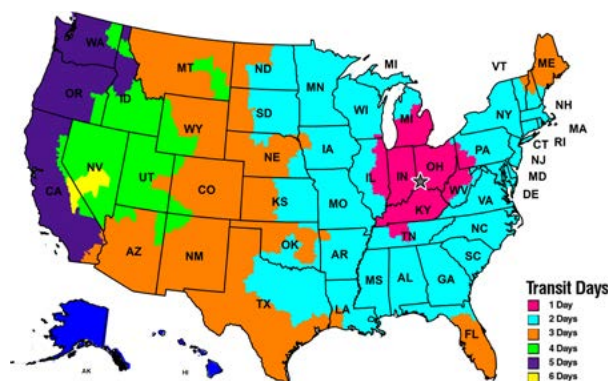 MI
VT
ME
WA
MT
ND
MN
OR
ID
WI
MI
NY
NH
SD
WY
MA
RI
CT
IA
PA
NJ
NE
MD
NV
IL
IN
OH
DE
UT
CO
WV
CA
KS
MO
KY
VA
TN
NC
OK
AZ
NM
AR
SC
MS
AL
GA
TX
LA
FL
AK
HI
Transit Days
1 Day
2 Days
3 Days
4 Days
5 Days
6 Days